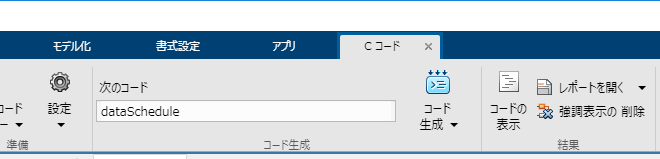 モデル化 書式設定 アプリ C コード
コード 設定
次のコード
dataSchedule
コード
生成
コードの
表示
レポートを開く
強調表示の 削除
準備 コード生成 結果